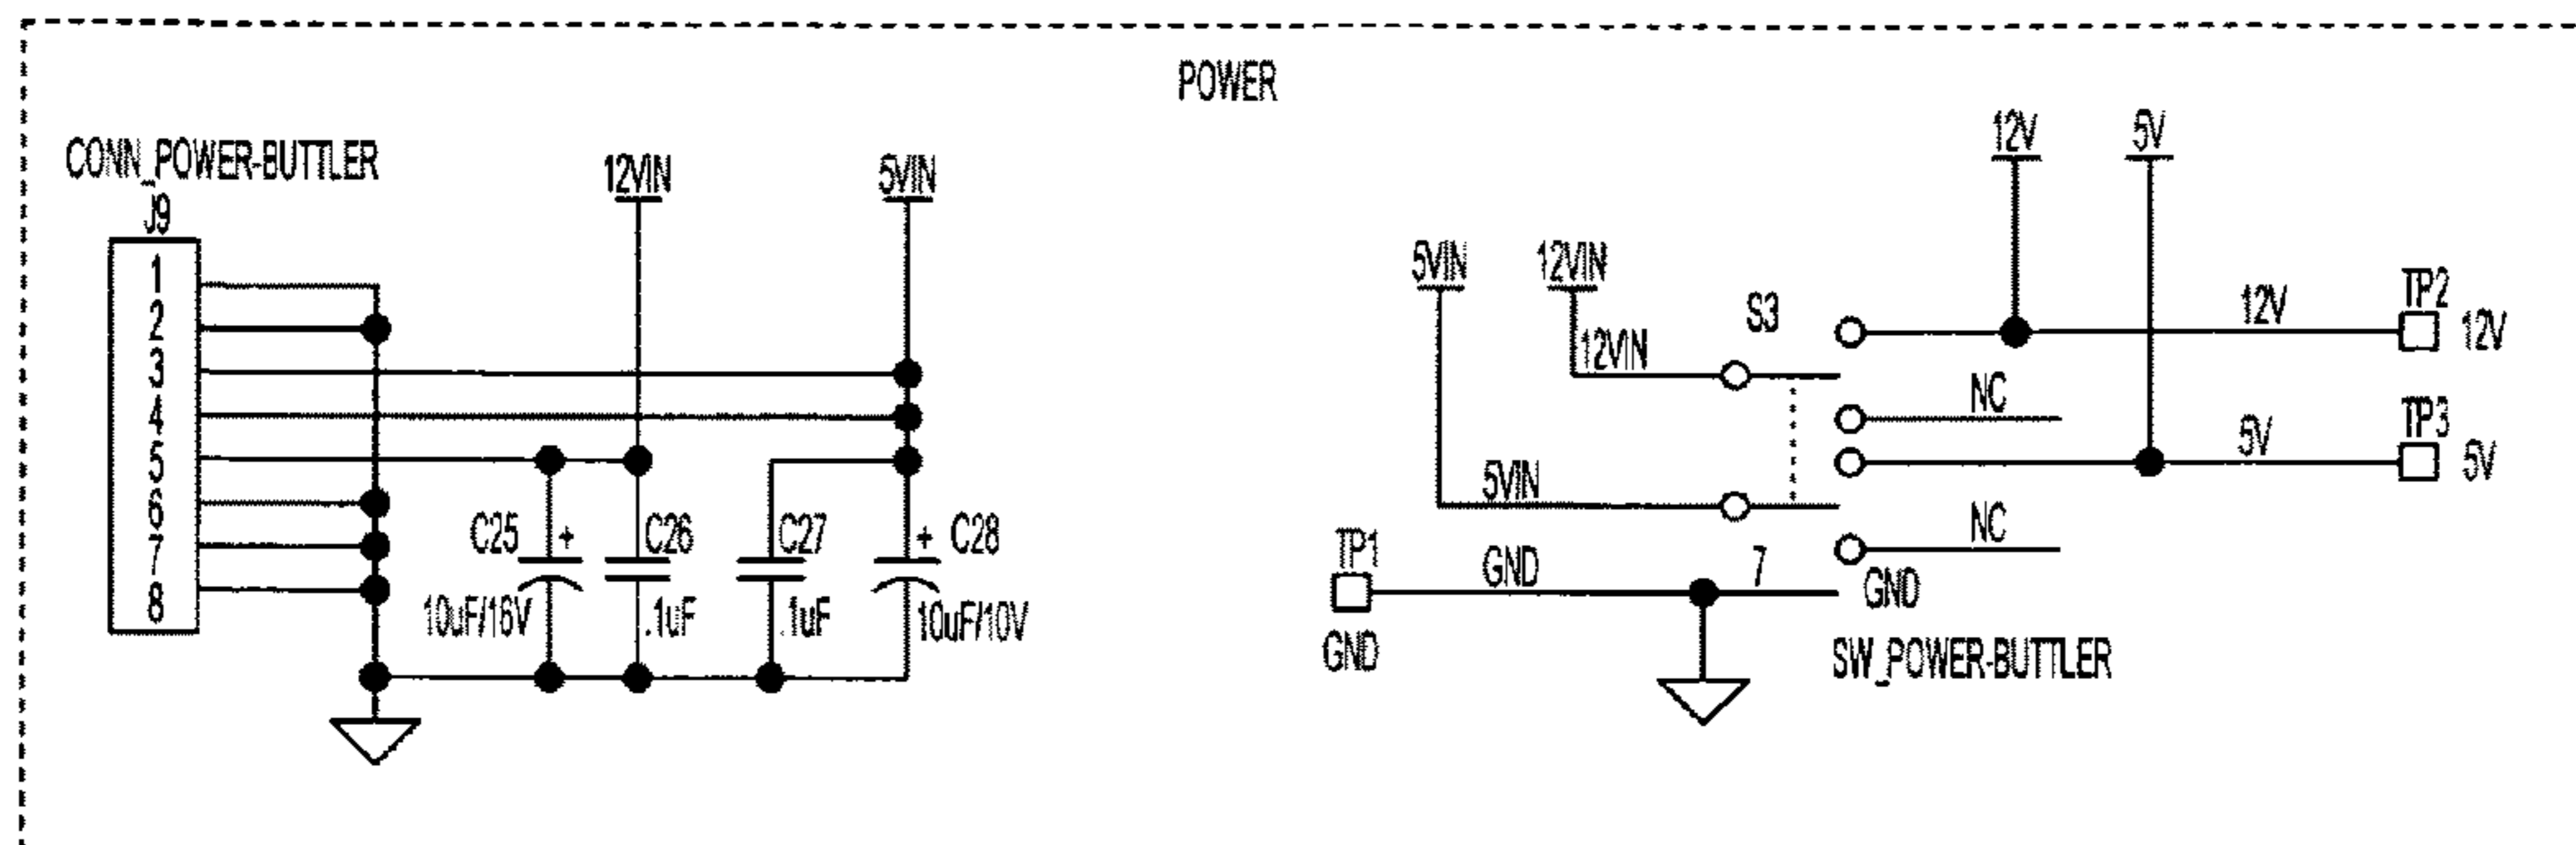 POWER
CONN_POWER-BUTTLER
J9
1
2
3
4
5
6
7
8
12VIN
5VIN
C25 +
10uF/16V
C26
.1uF
C27
.1uF
+ C28
10uF/10V
5VIN
12VIN
12VIN
5VIN
S3
12V
5V
12V
TP2
12V
NC
5V
TP3
5V
NC
TP1
GND
GND
7
GND
SW_POWER-BUTTLER